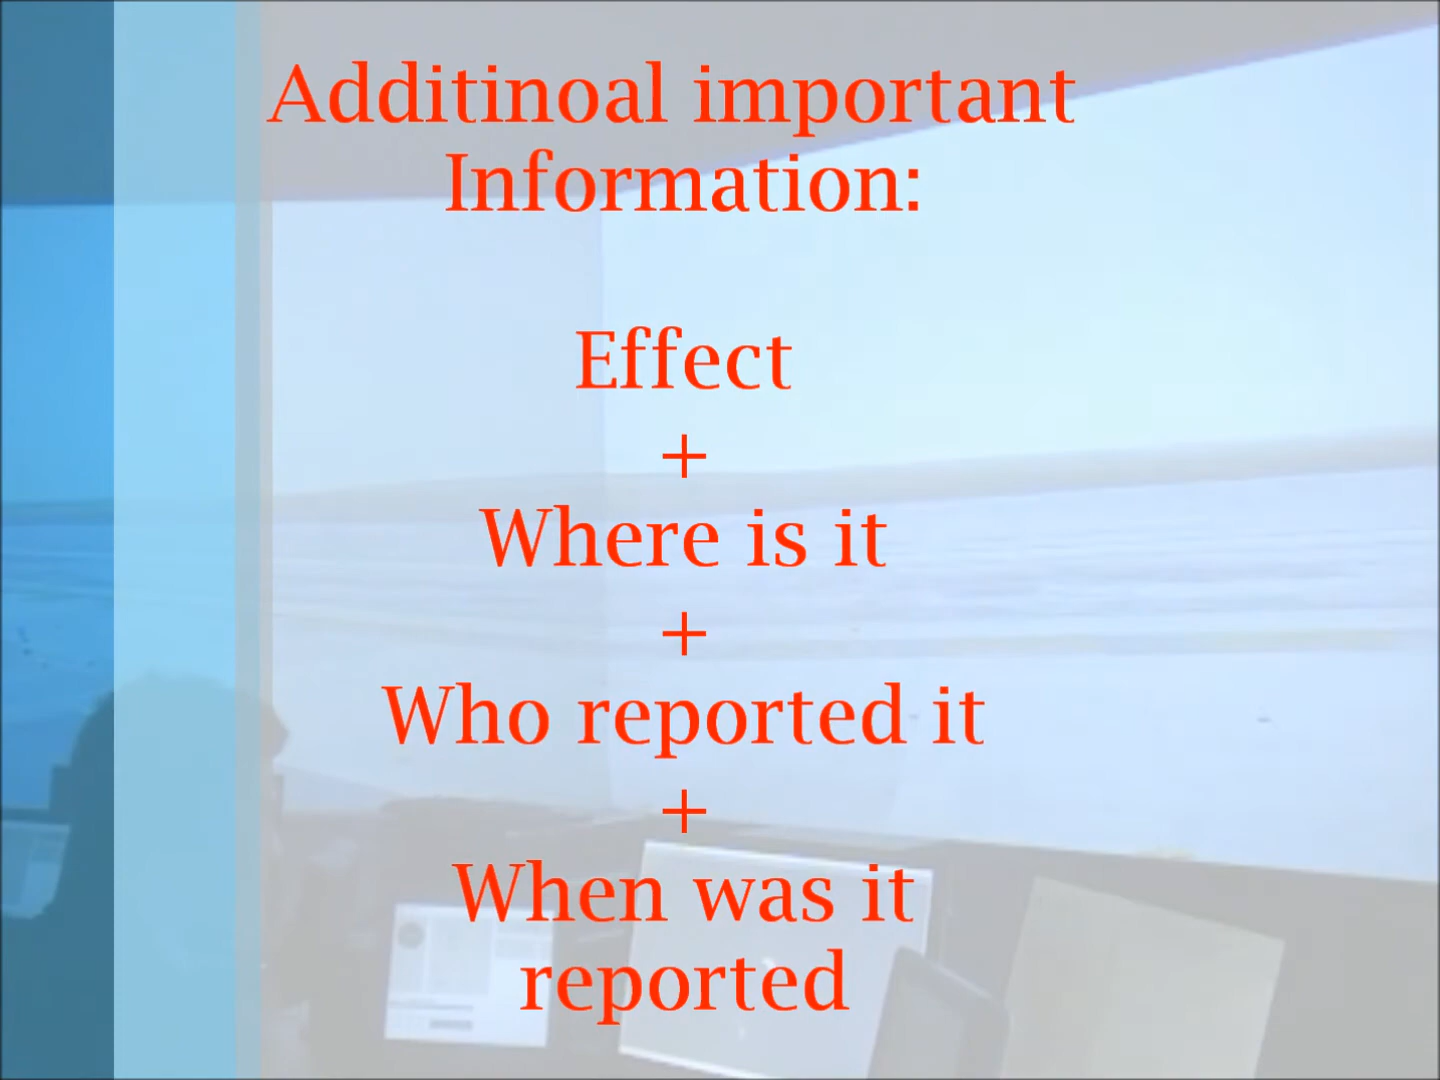 Additinoal important
Information:
Effect
+
Where is it
+
Who reported it
+
When was it
reported